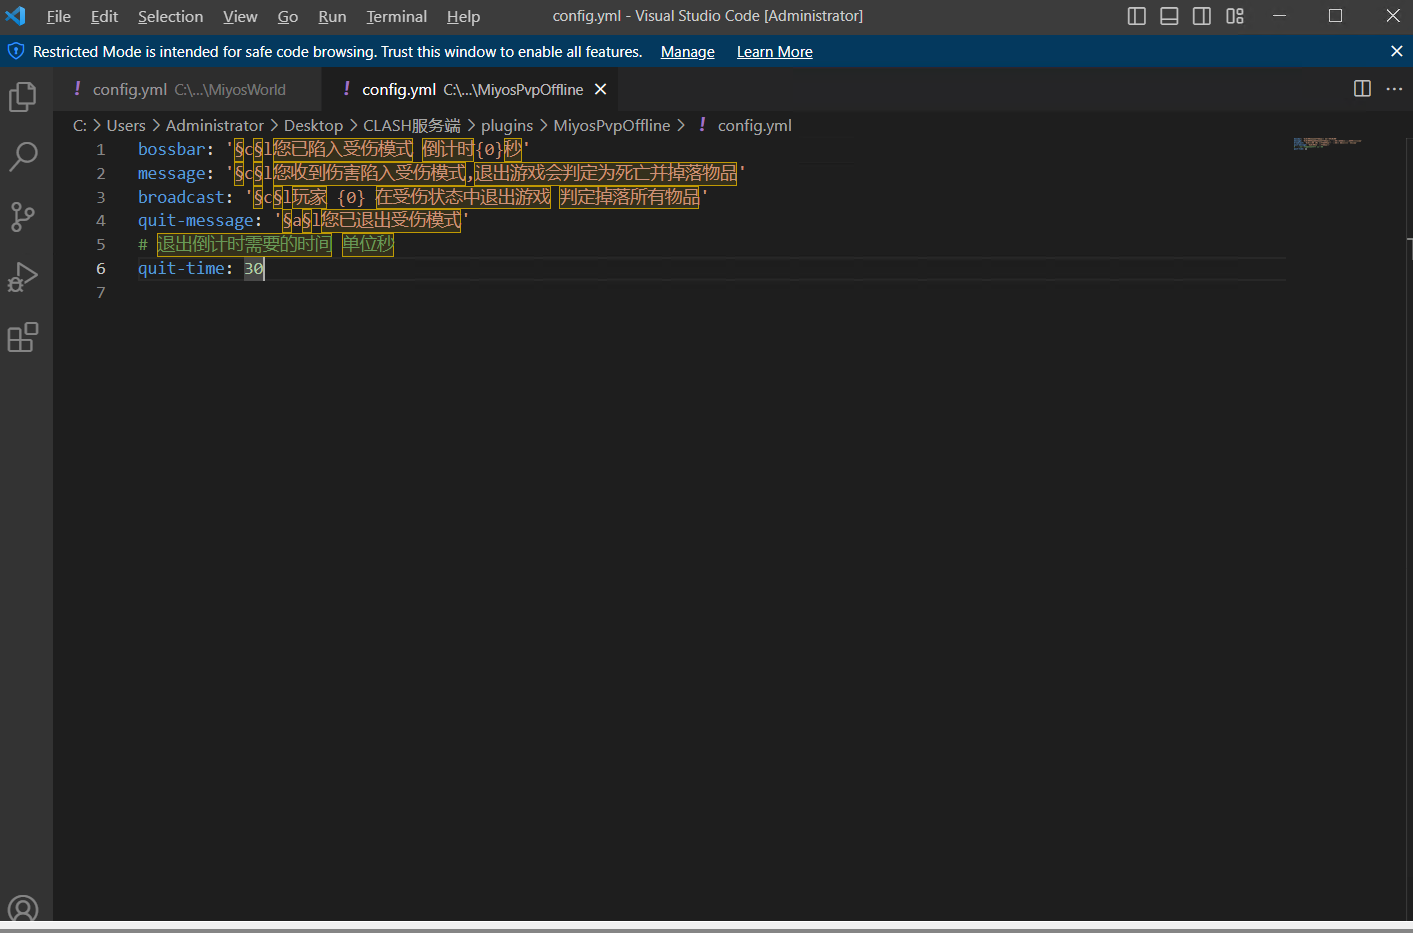 File Edit Selection View Go Run Terminal Help config.yml - Visual Studio Code [Administrator]
Restricted Mode is intended for safe code browsing. Trust this window to enable all features. Manage Learn More
! config.yml C:\...\MiyosWorld ! config.yml C:\...\MiyosPvpOffline
C: > Users > Administrator > Desktop > CLASH服务端 > plugins > MiyosPvpOffline > ! config.yml
1 bossbar: '§c§l您已陷入受伤模式 倒计时{0}秒'
2 message: '§c§l您收到伤害陷入受伤模式,退出游戏会判定为死亡并掉落物品'
3 broadcast: '§c§l玩家 {0} 在受伤状态中退出游戏 判定掉落所有物品'
4 quit-message: '§a§l您已退出受伤模式'
5 # 退出倒计时需要的时间 单位秒
6 quit-time: 30
7